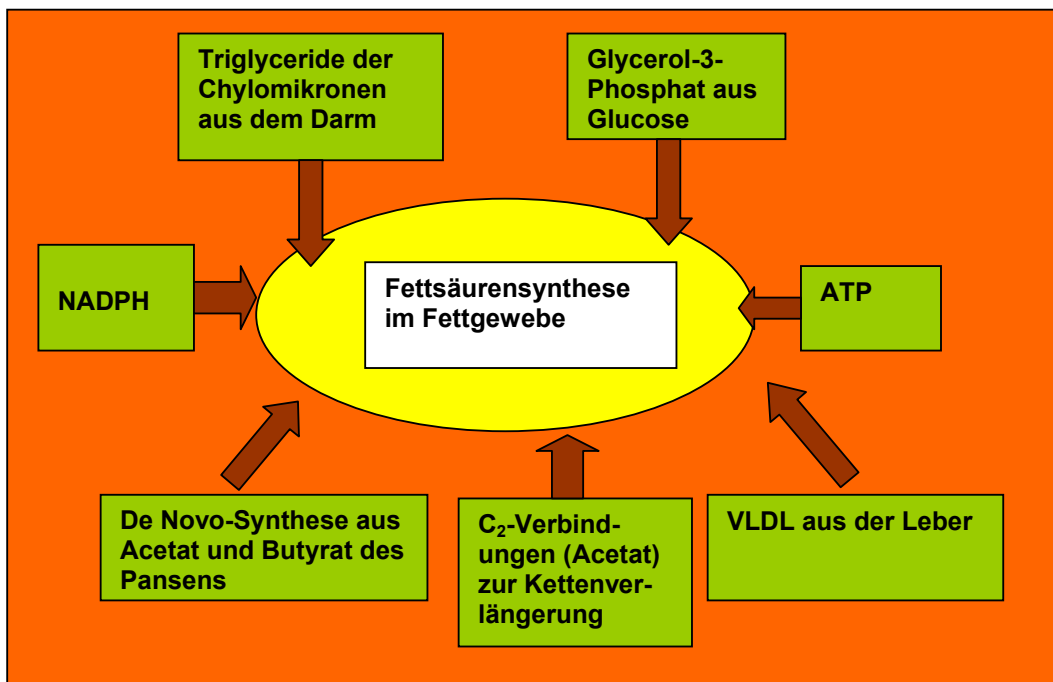 Triglyceride der
Chylomikronen
aus dem Darm
Glycerol-3-
Phosphat aus
Glucose
NADPH
Fettsäurensynthese
im Fettgewebe
ATP
De Novo-Synthese aus
Acetat und Butyrat des
Pansens
C₂-Verbind-
ungen (Acetat)
zur Kettenver-
längerung
VLDL aus der Leber